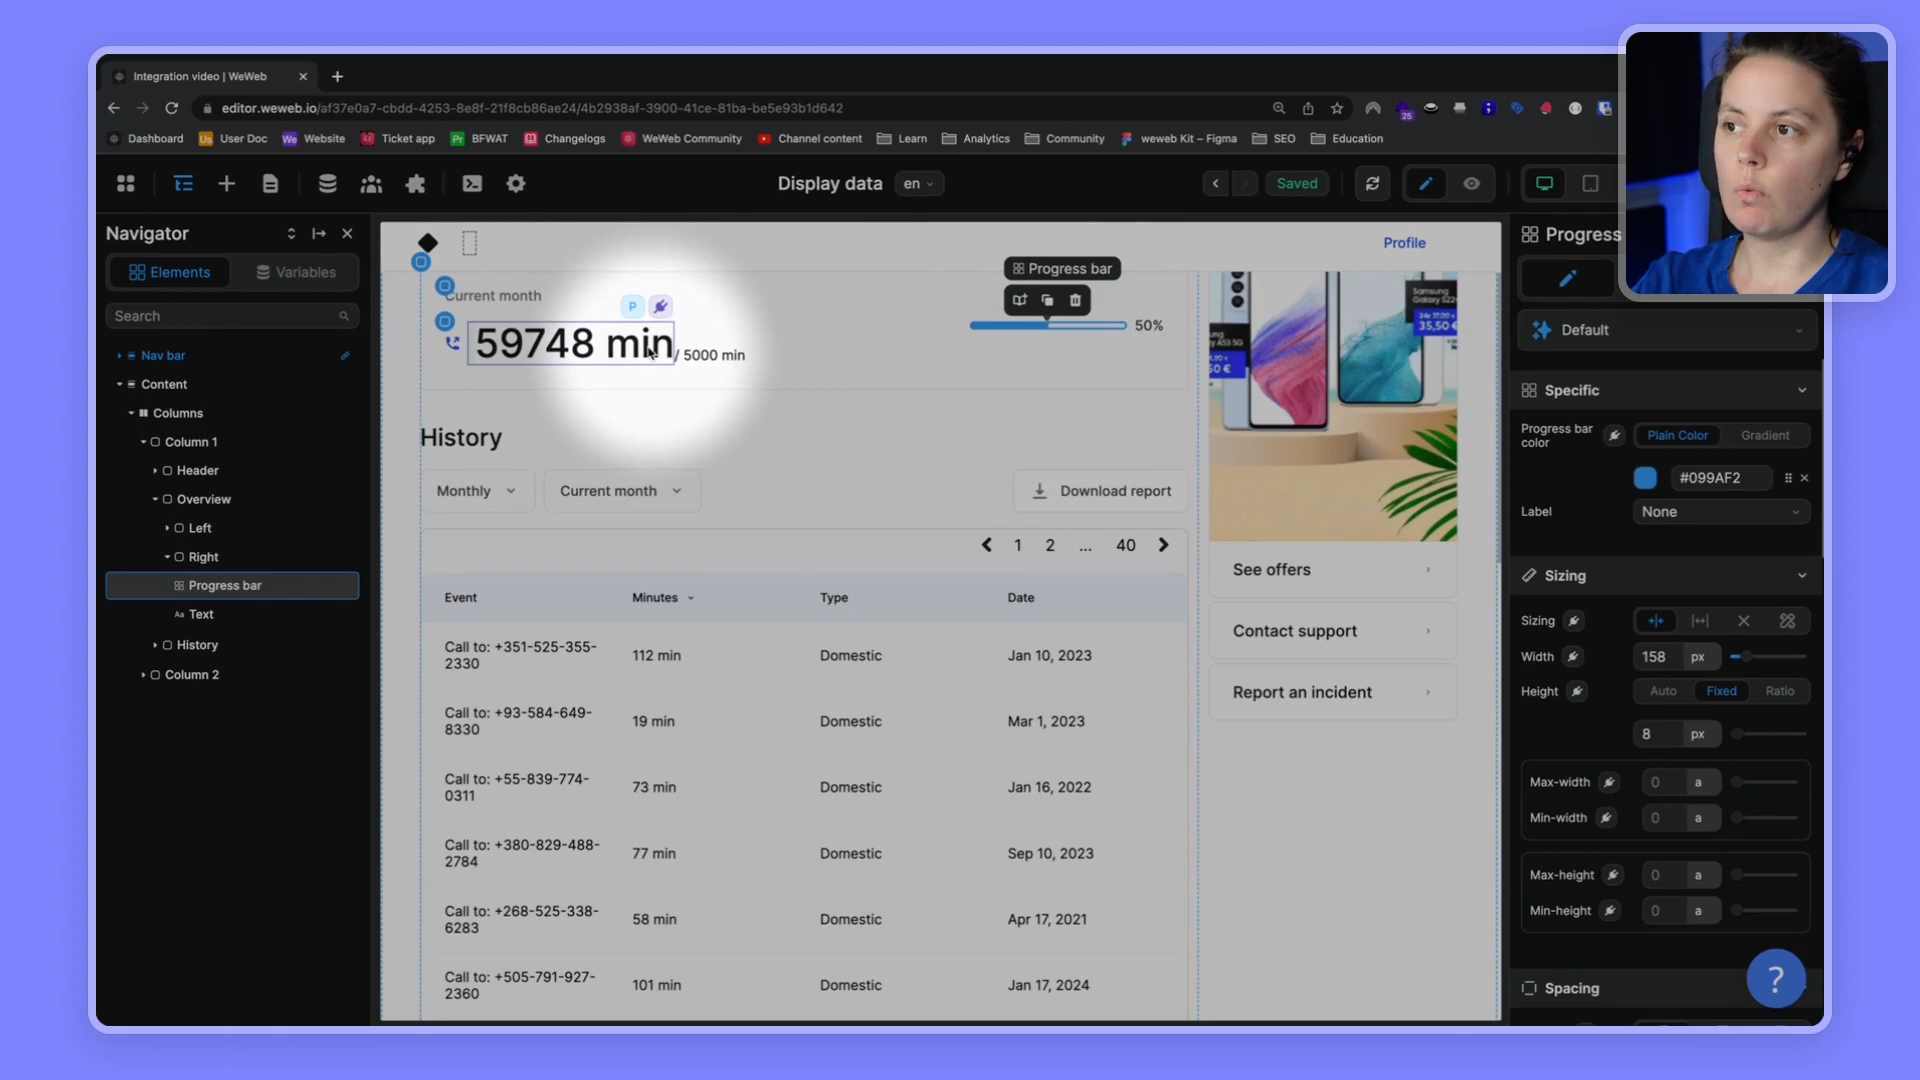 Integration video | WeWeb
editor.weweb.io/af37e0a7-cbdd-4253-8e8f-21f8cb86ae24/4b2938af-3900-41ce-81ba-be5e93b1d642
25
Dashboard
Us User Doc
We Website
Ticket app
Pr BFWAT
Changelogs
WeWeb Community
Channel content
Learn
Analytics
Community
weweb Kit – Figma
SEO
Education
Display data
en
Saved
Navigator
Elements
Variables
Search
Nav bar
Content
Columns
Column 1
Header
Overview
Left
Right
Progress bar
Aa Text
History
Column 2
Profile
Progress bar
Current month
P
59748 min
/ 5000 min
50%
Samsung
Galaxy S22
35,50
History
Monthly
Current month
Download report
1 2 ... 40
Event Minutes Type Date
Call to: +351-525-355-
2330
112 min Domestic Jan 10, 2023
Call to: +93-584-649-
8330
19 min Domestic Mar 1, 2023
Call to: +55-839-774-
0311
73 min Domestic Jan 16, 2022
Call to: +380-829-488-
2784
77 min Domestic Sep 10, 2023
Call to: +268-525-338-
6283
58 min Domestic Apr 17, 2021
Call to: +505-791-927-
2360
101 min Domestic Jan 17, 2024
See offers
Contact support
Report an incident
Progress
Default
Specific
Progress bar
color
Plain Color
Gradient
#099AF2
Label
None
Sizing
Sizing
Width
158 px
Height
Auto
Fixed
Ratio
8 px
Max-width
0 a
Min-width
0 a
Max-height
0 a
Min-height
0 a
Spacing
?